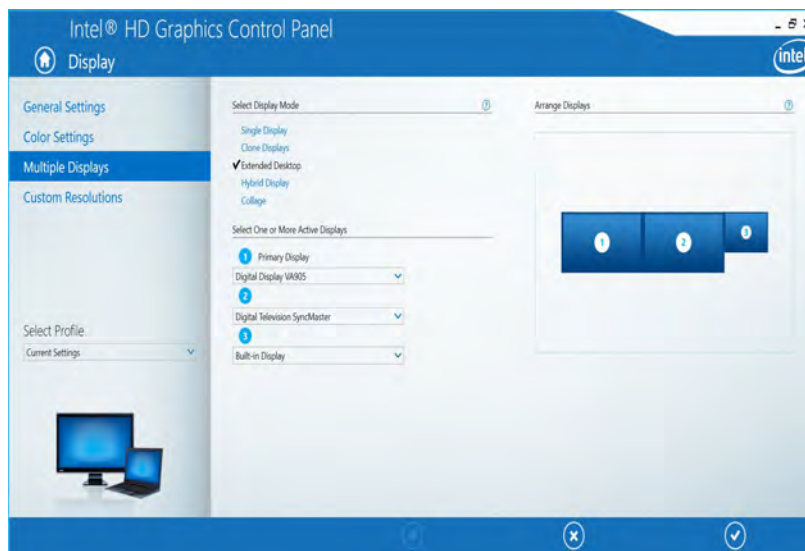 Intel® HD Graphics Control Panel
Display
intel
General Settings
Color Settings
Multiple Displays
Custom Resolutions
Select Profile
Current Settings
Select Display Mode
Single Display
Clone Displays
Extended Desktop
Hybrid Display
Collage
Select One or More Active Displays
1 Primary Display
Digital Display VA905
2
Digital Television SyncMaster
3
Built-in Display
Arrange Displays
1 2 3